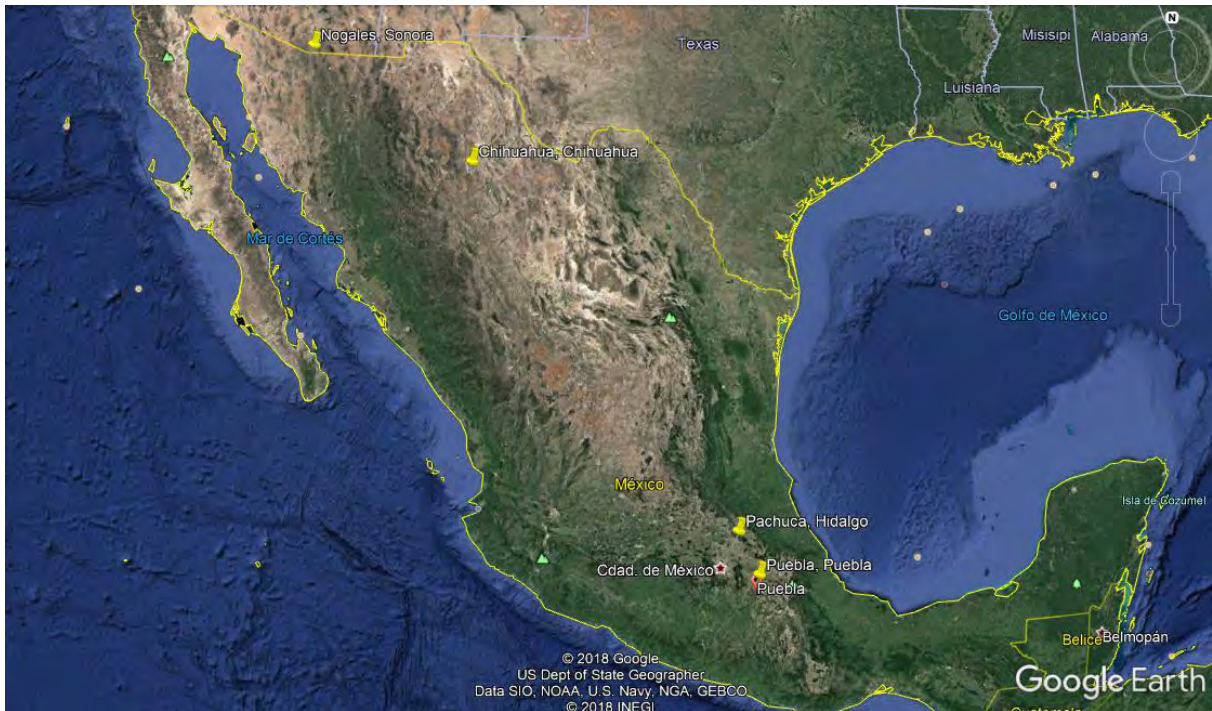 N
Nogales, Sonora
Texas
Misisipi
Alabama
Luisiana
Chihuahua, Chihuahua
Mar de Cortés
Golfo de México
México
Isla de Cozumel
Pachuca, Hidalgo
Cdad. de México
Puebla, Puebla
Puebla
Belice
Belmopán
© 2018 Google
US Dept of State Geographer
Data SIO, NOAA, U.S. Navy, NGA, GEBCO
© 2018 INEGI
Google Earth
Guatemala